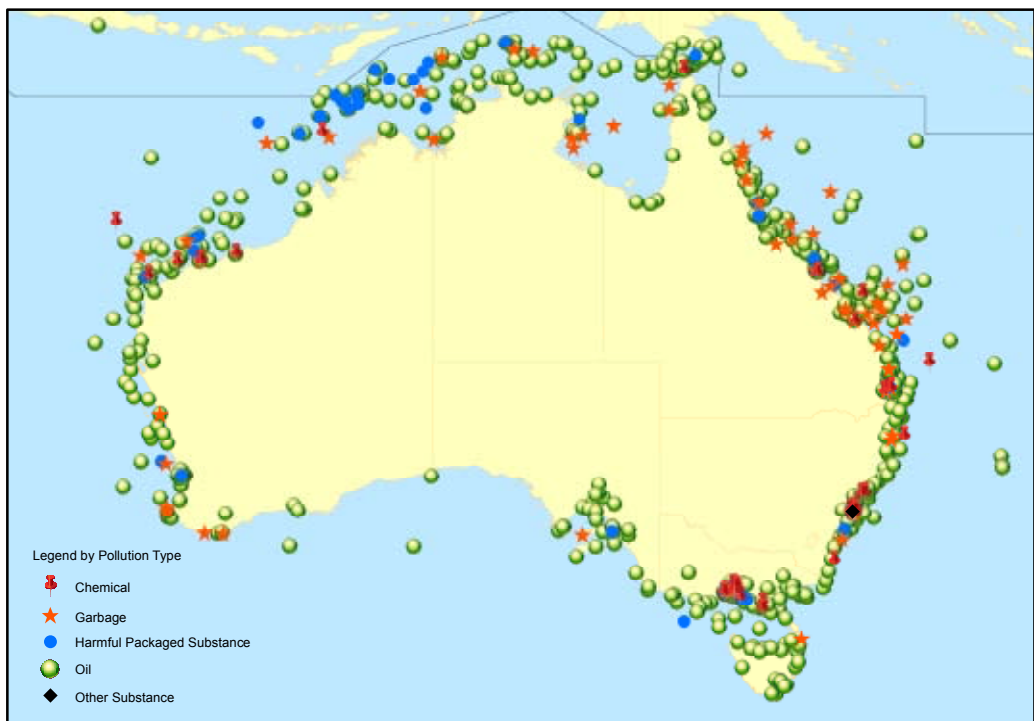 Legend by Pollution Type
Chemical
Garbage
Harmful Packaged Substance
Oil
Other Substance